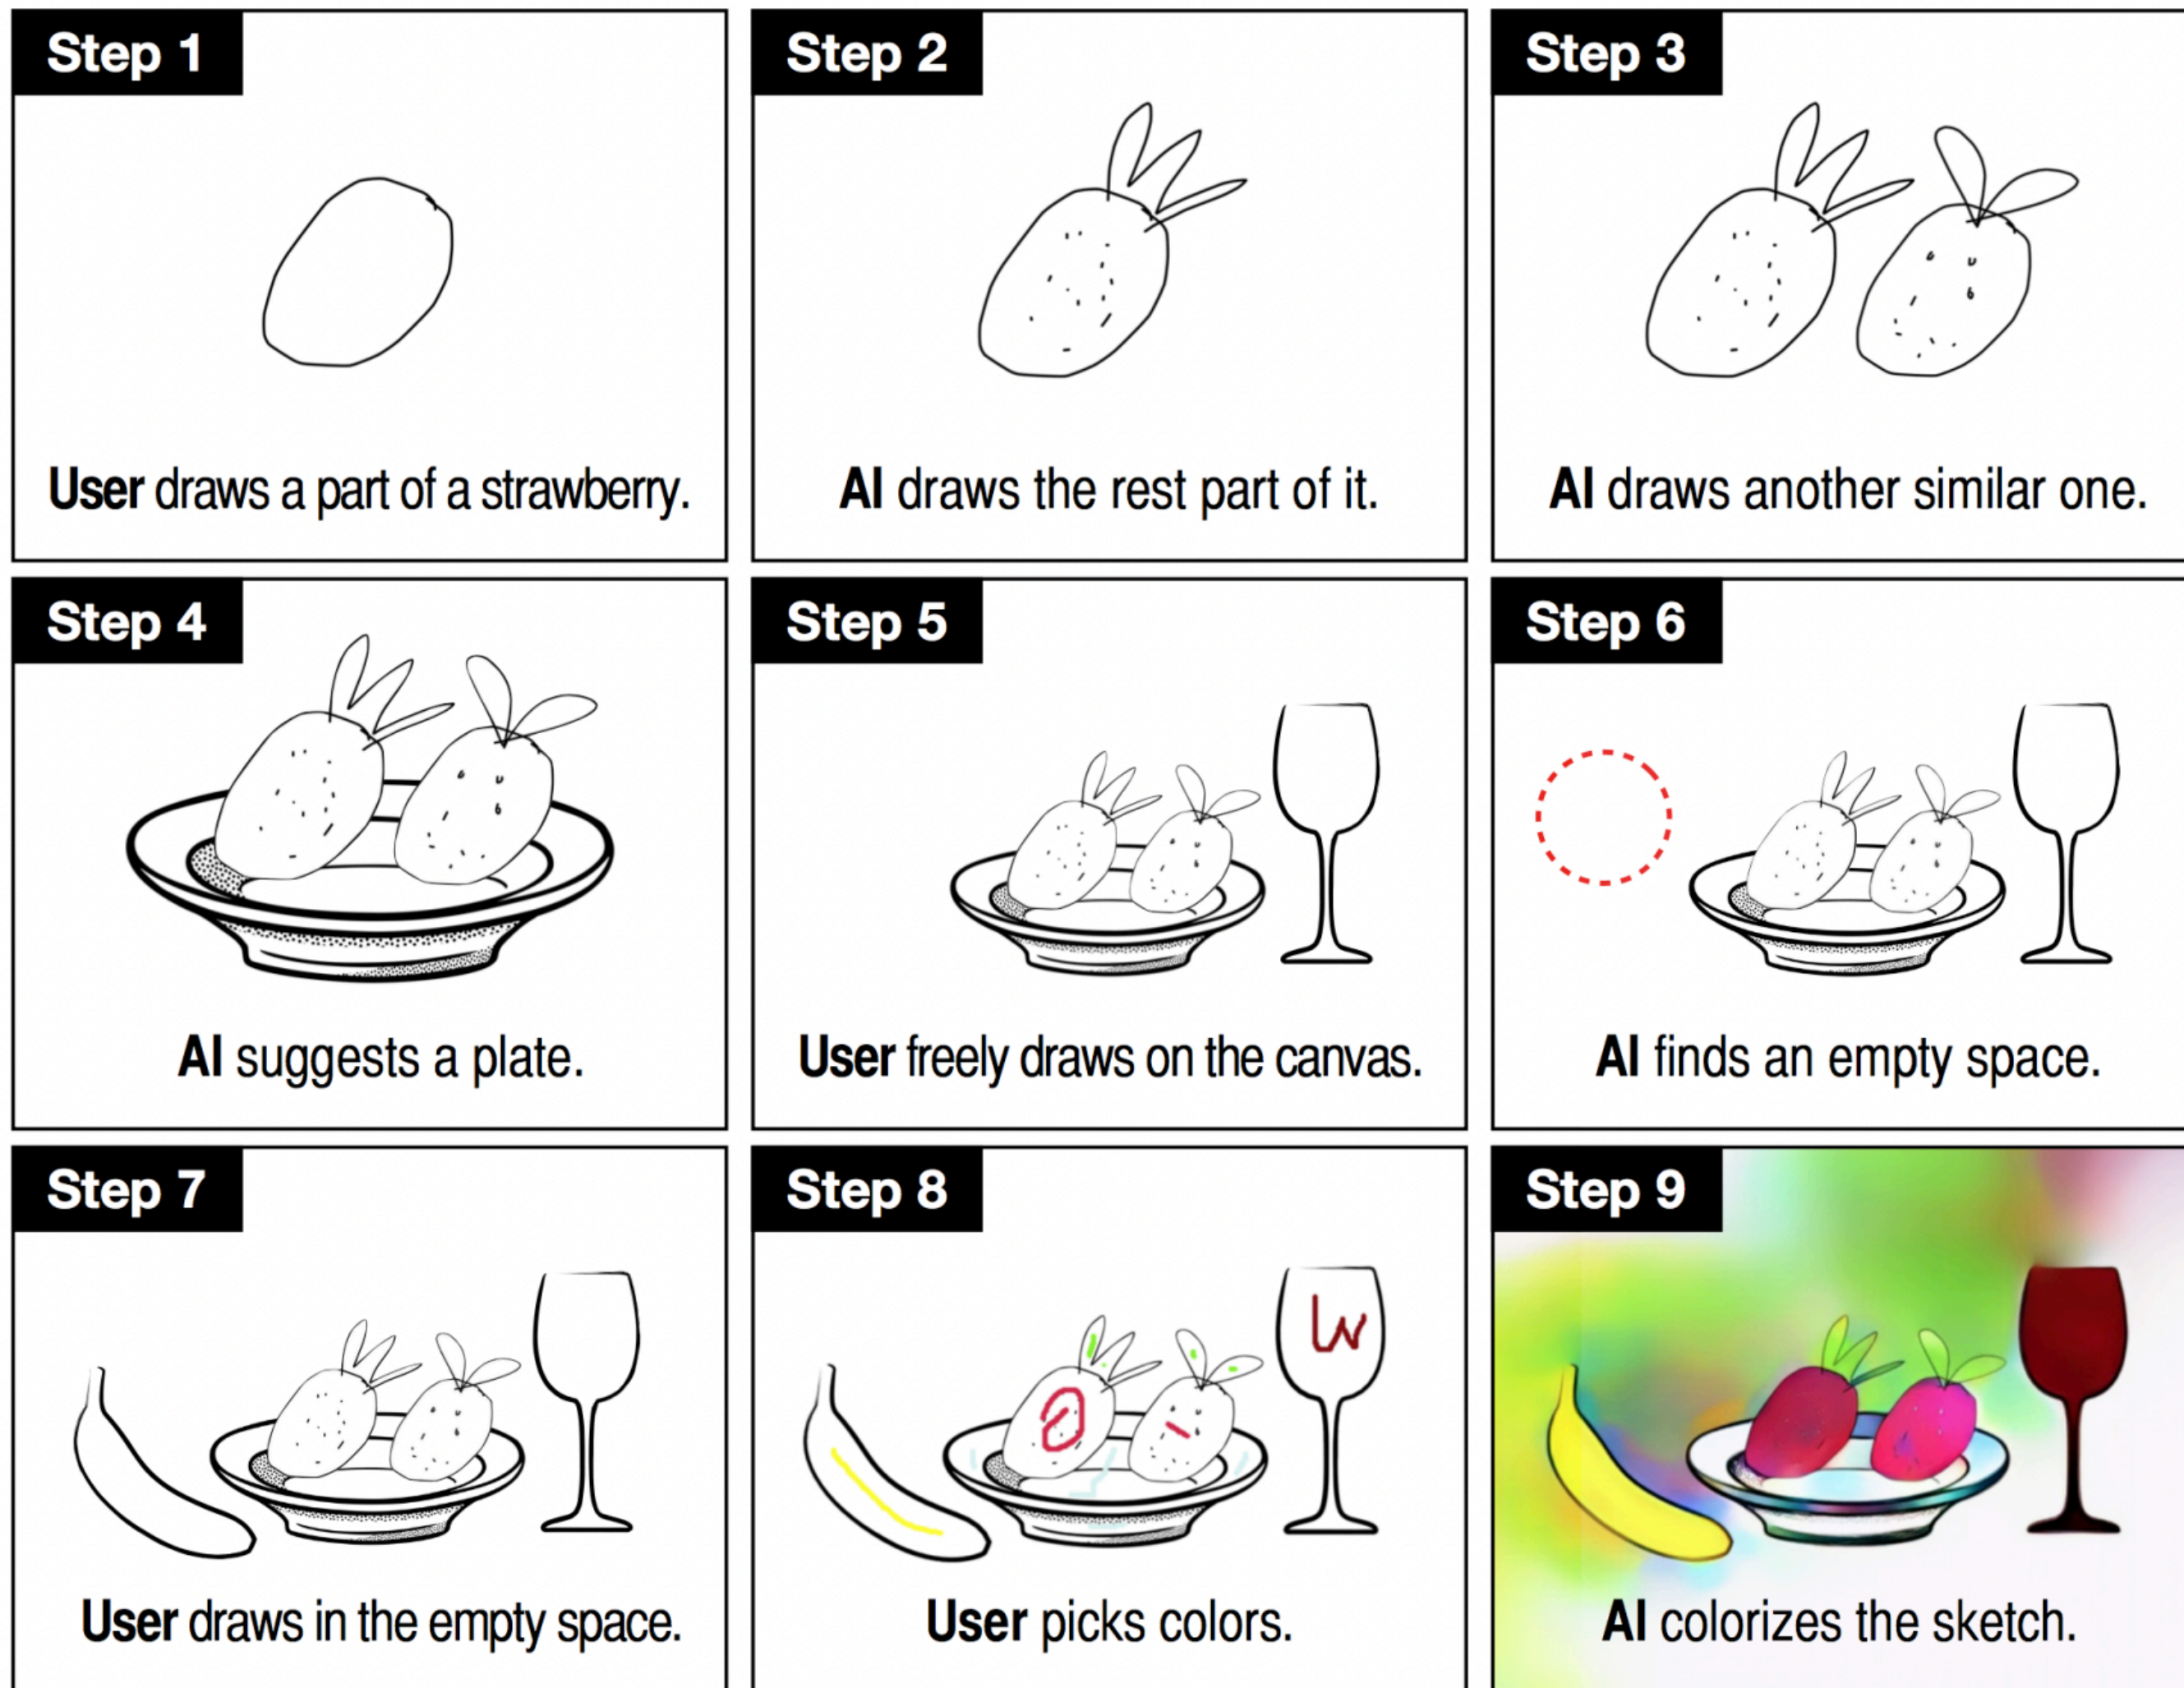 Step 1
User draws a part of a strawberry.
Step 2
AI draws the rest part of it.
Step 3
AI draws another similar one.
Step 4
AI suggests a plate.
Step 5
User freely draws on the canvas.
Step 6
AI finds an empty space.
Step 7
User draws in the empty space.
Step 8
User picks colors.
Step 9
AI colorizes the sketch.